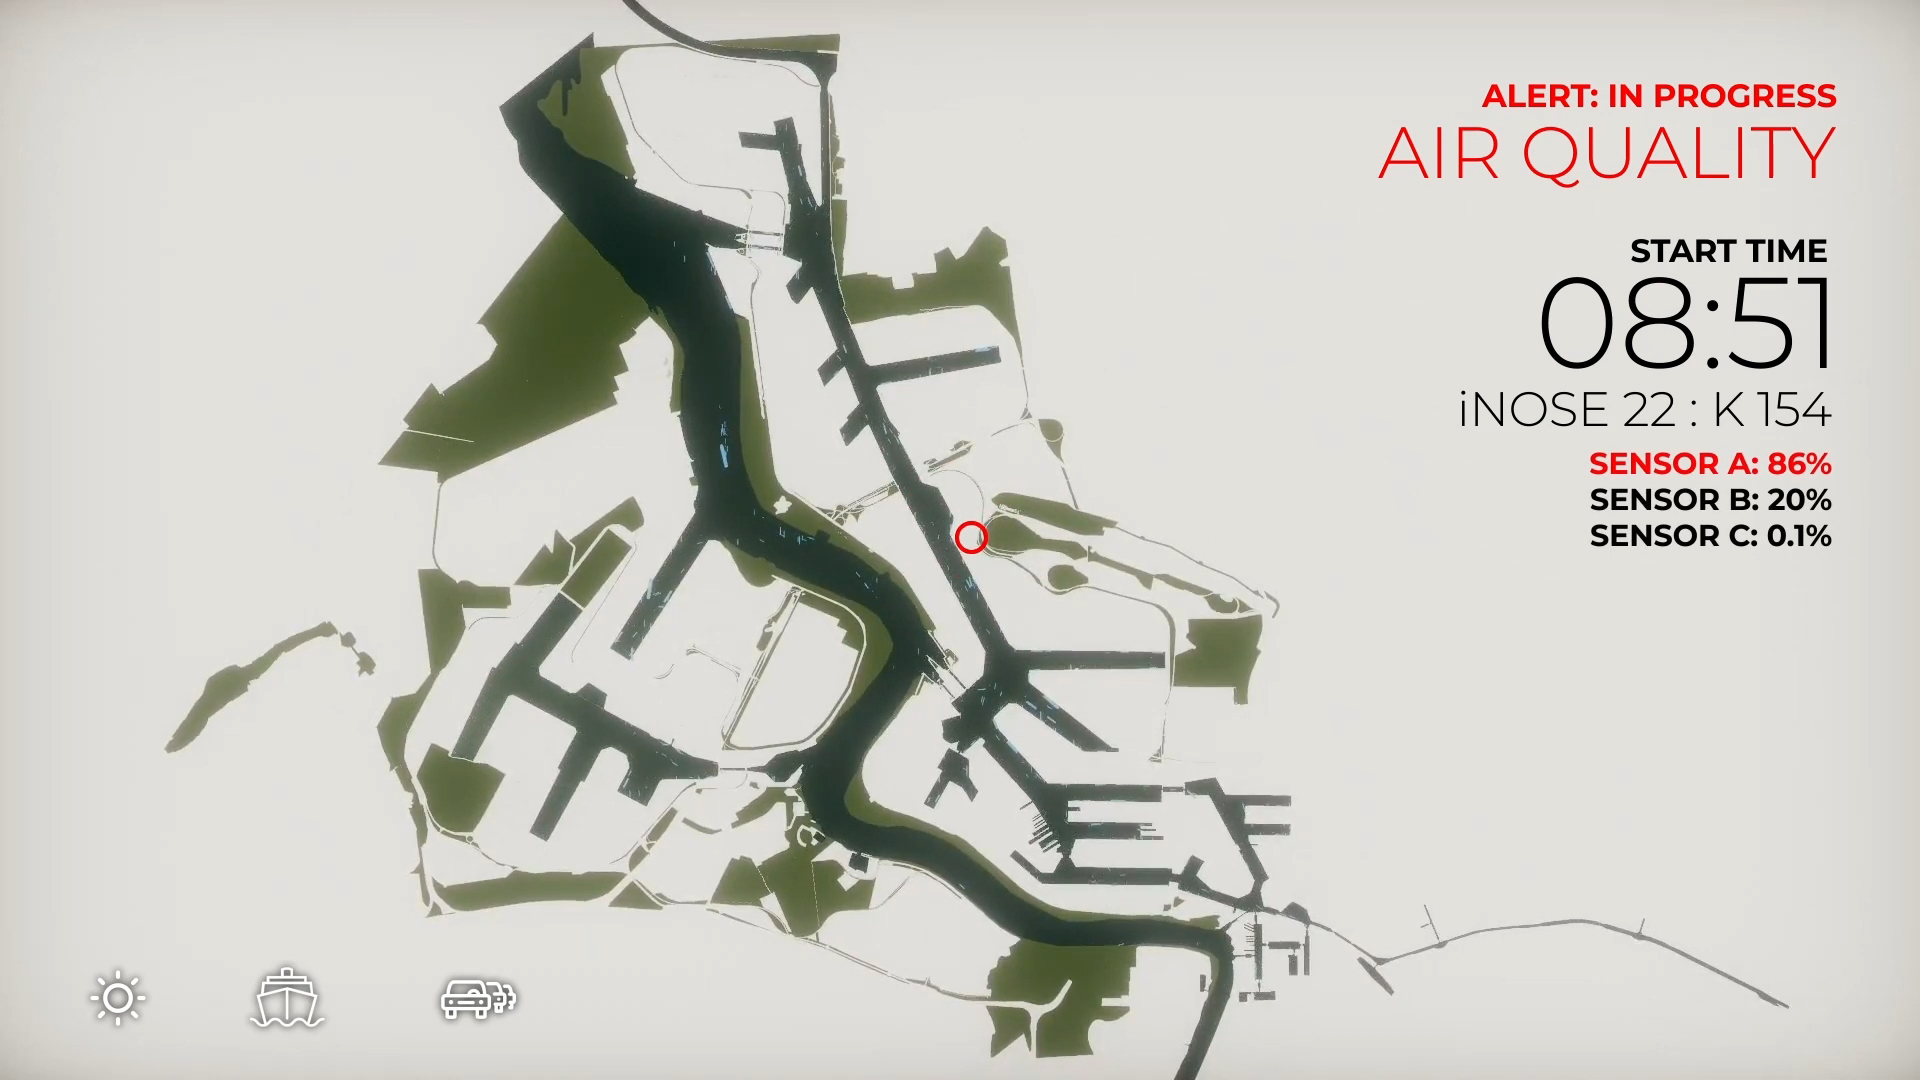 ALERT: IN PROGRESS
AIR QUALITY
START TIME
08:51
iNOSE 22 : K 154
SENSOR A: 86%
SENSOR B: 20%
SENSOR C: 0.1%